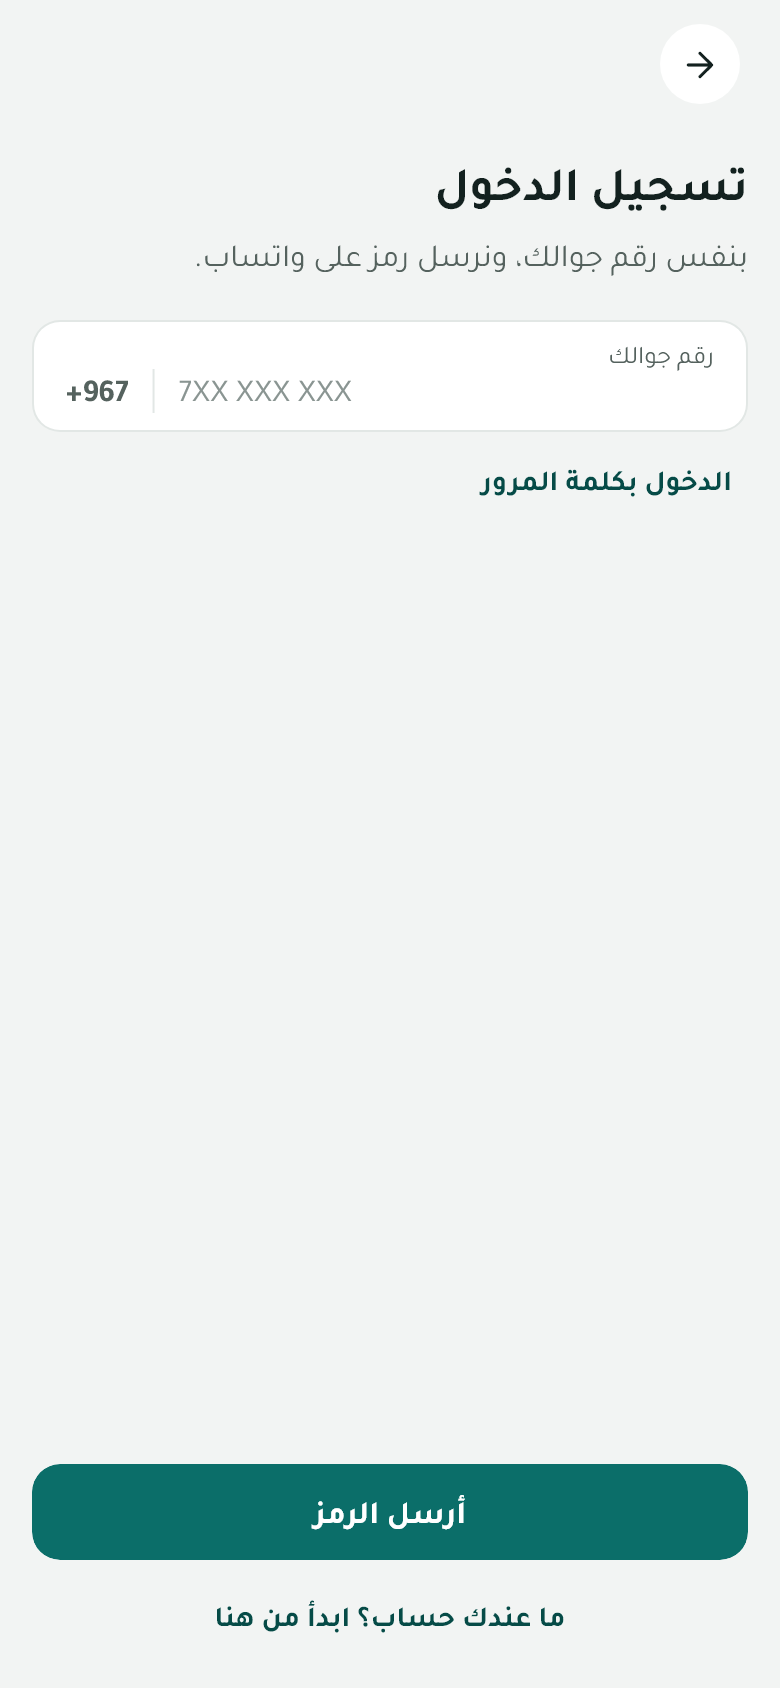 تسجيل الدخول
بنفس رقم جوالك، ونرسل رمز على واتساب.
رقم جوالك
+967 7XX XXX XXX
الدخول بكلمة المرور
أرسل الرمز
ما عندك حساب؟ ابدأ من هنا